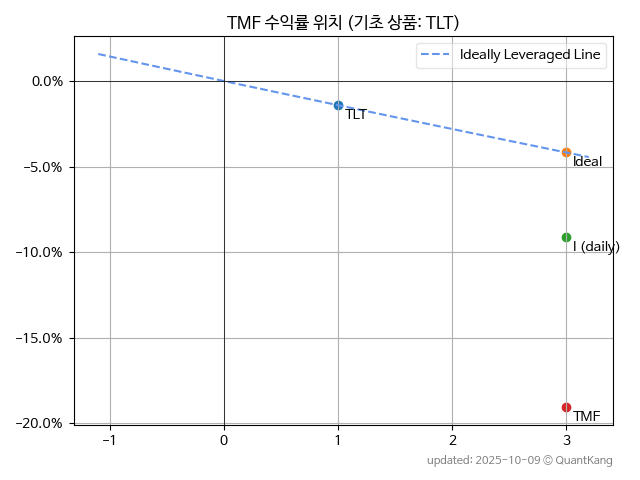 TMF 수익률 위치 (기초 상품: TLT)
Ideally Leveraged Line
0.0%
TLT
−5.0%
Ideal
−10.0%
I (daily)
−15.0%
−20.0%
TMF
−1
0
1
2
3
updated: 2025-10-09 © QuantKang